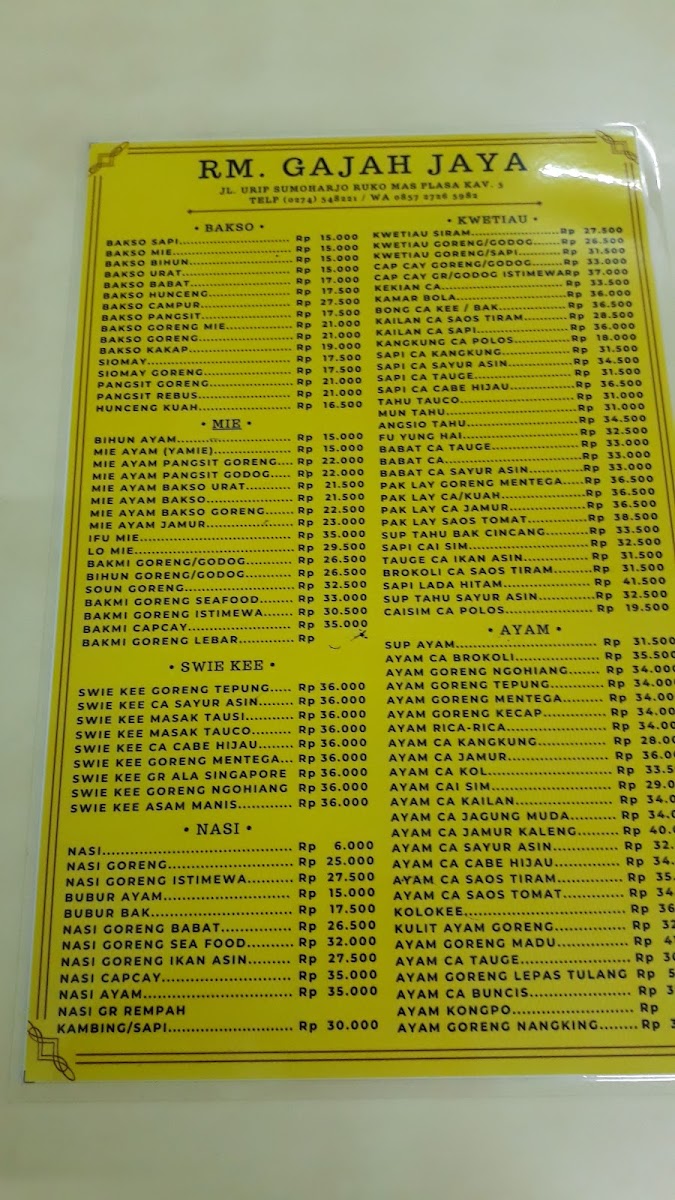 RM. GAJAH JAYA
JL. URIP SUMOHARJO RUKO MAS PLASA KAV. 3
TELP (0274) 548221 / WA 0857 2726 5982
• BAKSO •
BAKSO SAPI Rp 15.000
BAKSO MIE Rp 15.000
BAKSO BIHUN Rp 15.000
BAKSO URAT Rp 15.000
BAKSO BABAT Rp 17.000
BAKSO HUNCENG Rp 17.500
BAKSO CAMPUR Rp 27.500
BAKSO PANGSIT Rp 17.500
BAKSO GORENG MIE Rp 21.000
BAKSO GORENG Rp 21.000
BAKSO KAKAP Rp 19.000
SIOMAY Rp 17.500
SIOMAY GORENG Rp 17.500
PANGSIT GORENG Rp 21.000
PANGSIT REBUS Rp 21.000
HUNCENG KUAH Rp 16.500
• MIE •
BIHUN AYAM Rp 15.000
MIE AYAM (YAMIE) Rp 15.000
MIE AYAM PANGSIT GORENG Rp 22.000
MIE AYAM PANGSIT GODOG Rp 22.000
MIE AYAM BAKSO URAT Rp 21.500
MIE AYAM BAKSO Rp 21.500
MIE AYAM BAKSO GORENG Rp 22.500
MIE AYAM JAMUR Rp 23.000
IFU MIE Rp 35.000
LO MIE Rp 29.500
BAKMI GORENG/GODOG Rp 26.500
BIHUN GORENG/GODOG Rp 26.500
SOUN GORENG Rp 32.500
BAKMI GORENG SEAFOOD Rp 33.000
BAKMI GORENG ISTIMEWA Rp 30.500
BAKMI CAPCAY Rp 35.000
BAKMI GORENG LEBAR Rp
• SWIE KEE •
SWIE KEE GORENG TEPUNG Rp 36.000
SWIE KEE CA SAYUR ASIN Rp 36.000
SWIE KEE MASAK TAUSI Rp 36.000
SWIE KEE MASAK TAUCO Rp 36.000
SWIE KEE CA CABE HIJAU Rp 36.000
SWIE KEE GORENG MENTEGA Rp 36.000
SWIE KEE GR ALA SINGAPORE Rp 36.000
SWIE KEE GORENG NGOHIANG Rp 36.000
SWIE KEE ASAM MANIS Rp 36.000
• NASI •
NASI Rp 6.000
NASI GORENG Rp 25.000
NASI GORENG ISTIMEWA Rp 27.500
BUBUR AYAM Rp 15.000
BUBUR BAK Rp 17.500
NASI GORENG BABAT Rp 26.500
NASI GORENG SEA FOOD Rp 32.000
NASI GORENG IKAN ASIN Rp 27.500
NASI CAPCAY Rp 35.000
NASI AYAM Rp 35.000
NASI GR REMPAH
KAMBING/SAPI Rp 30.000
• KWETIAU •
KWETIAU SIRAM Rp 27.500
KWETIAU GORENG/GODOG Rp 26.500
KWETIAU GORENG/SAPI Rp 31.500
CAP CAY GORENG/GODOG Rp 33.000
CAP CAY GR/GODOG ISTIMEWA Rp 37.000
KEKIAN CA Rp 33.500
KAMAR BOLA Rp 36.000
BONG CA KEE / BAK Rp 36.500
KAILAN CA SAOS TIRAM Rp 28.500
KAILAN CA SAPI Rp 36.000
KANGKUNG CA POLOS Rp 18.000
SAPI CA KANGKUNG Rp 31.500
SAPI CA SAYUR ASIN Rp 34.500
SAPI CA TAUGE Rp 31.500
SAPI CA CABE HIJAU Rp 36.500
TAHU TAUCO Rp 31.000
MUN TAHU Rp 31.000
ANGSIO TAHU Rp 34.500
FU YUNG HAI Rp 32.500
BABAT CA TAUGE Rp 33.000
BABAT CA Rp 33.000
BABAT CA SAYUR ASIN Rp 33.000
PAK LAY GORENG MENTEGA Rp 36.500
PAK LAY CA/KUAH Rp 36.500
PAK LAY CA JAMUR Rp 36.500
PAK LAY SAOS TOMAT Rp 38.500
SUP TAHU BAK CINCANG Rp 33.500
SAPI CAI SIM Rp 32.500
TAUGE CA IKAN ASIN Rp 31.500
BROKOLI CA SAOS TIRAM Rp 31.500
SAPI LADA HITAM Rp 41.500
SUP TAHU SAYUR ASIN Rp 32.500
CAISIM CA POLOS Rp 19.500
• AYAM •
SUP AYAM Rp 31.500
AYAM CA BROKOLI Rp 35.500
AYAM GORENG NGOHIANG Rp 34.000
AYAM GORENG TEPUNG Rp 34.000
AYAM GORENG MENTEGA Rp 34.00
AYAM GORENG KECAP Rp 34.00
AYAM RICA-RICA Rp 34.00
AYAM CA KANGKUNG Rp 28.00
AYAM CA JAMUR Rp 36.0
AYAM CA KOL Rp 33.5
AYAM CAI SIM Rp 29.0
AYAM CA KAILAN Rp 34.0
AYAM CA JAGUNG MUDA Rp 34.
AYAM CA JAMUR KALENG Rp 40.
AYAM CA SAYUR ASIN Rp 32.
AYAM CA CABE HIJAU Rp 34.
AYAM CA SAOS TIRAM Rp 35.
AYAM CA SAOS TOMAT Rp 34
KOLOKEE Rp 36
KULIT AYAM GORENG Rp 32
AYAM GORENG MADU Rp 4
AYAM CA TAUGE Rp 30
AYAM GORENG LEPAS TULANG Rp 5
AYAM CA BUNCIS Rp 3
AYAM KONGPO Rp
AYAM GORENG NANGKING Rp 3